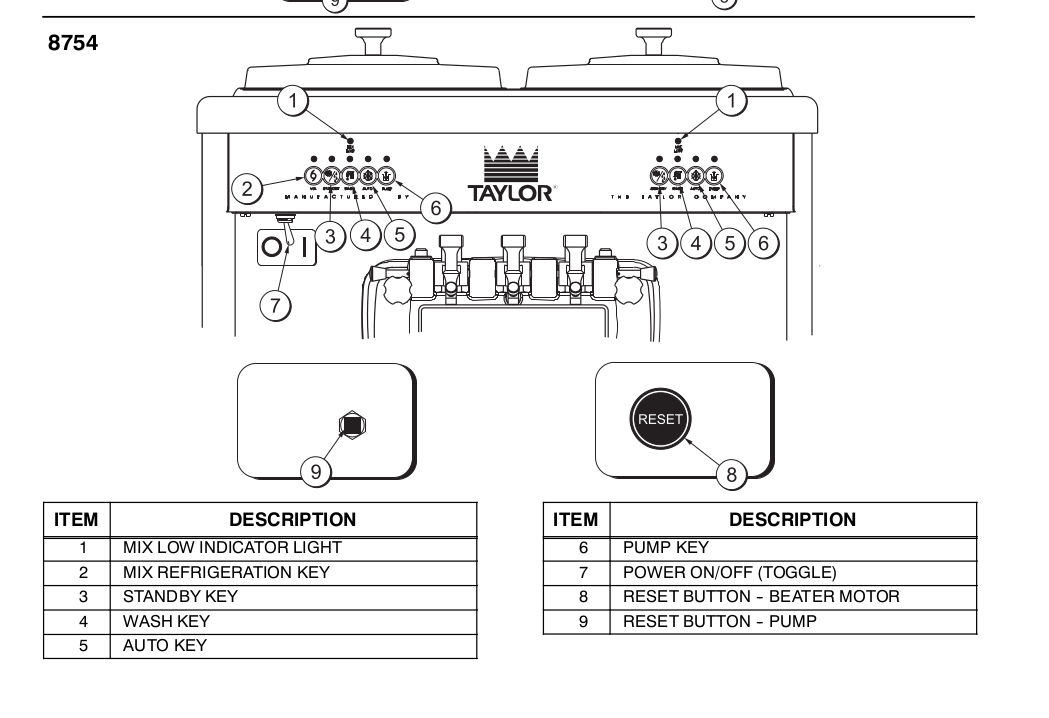 9
8754
1
1
TAYLOR
2
6
MANUFACTURED BY
THE TAYLOR COMPANY
3
4
5
3
4
5
6
O I
7
RESET
9
8
ITEM DESCRIPTION
1 MIX LOW INDICATOR LIGHT
2 MIX REFRIGERATION KEY
3 STANDBY KEY
4 WASH KEY
5 AUTO KEY
ITEM DESCRIPTION
6 PUMP KEY
7 POWER ON/OFF (TOGGLE)
8 RESET BUTTON - BEATER MOTOR
9 RESET BUTTON - PUMP